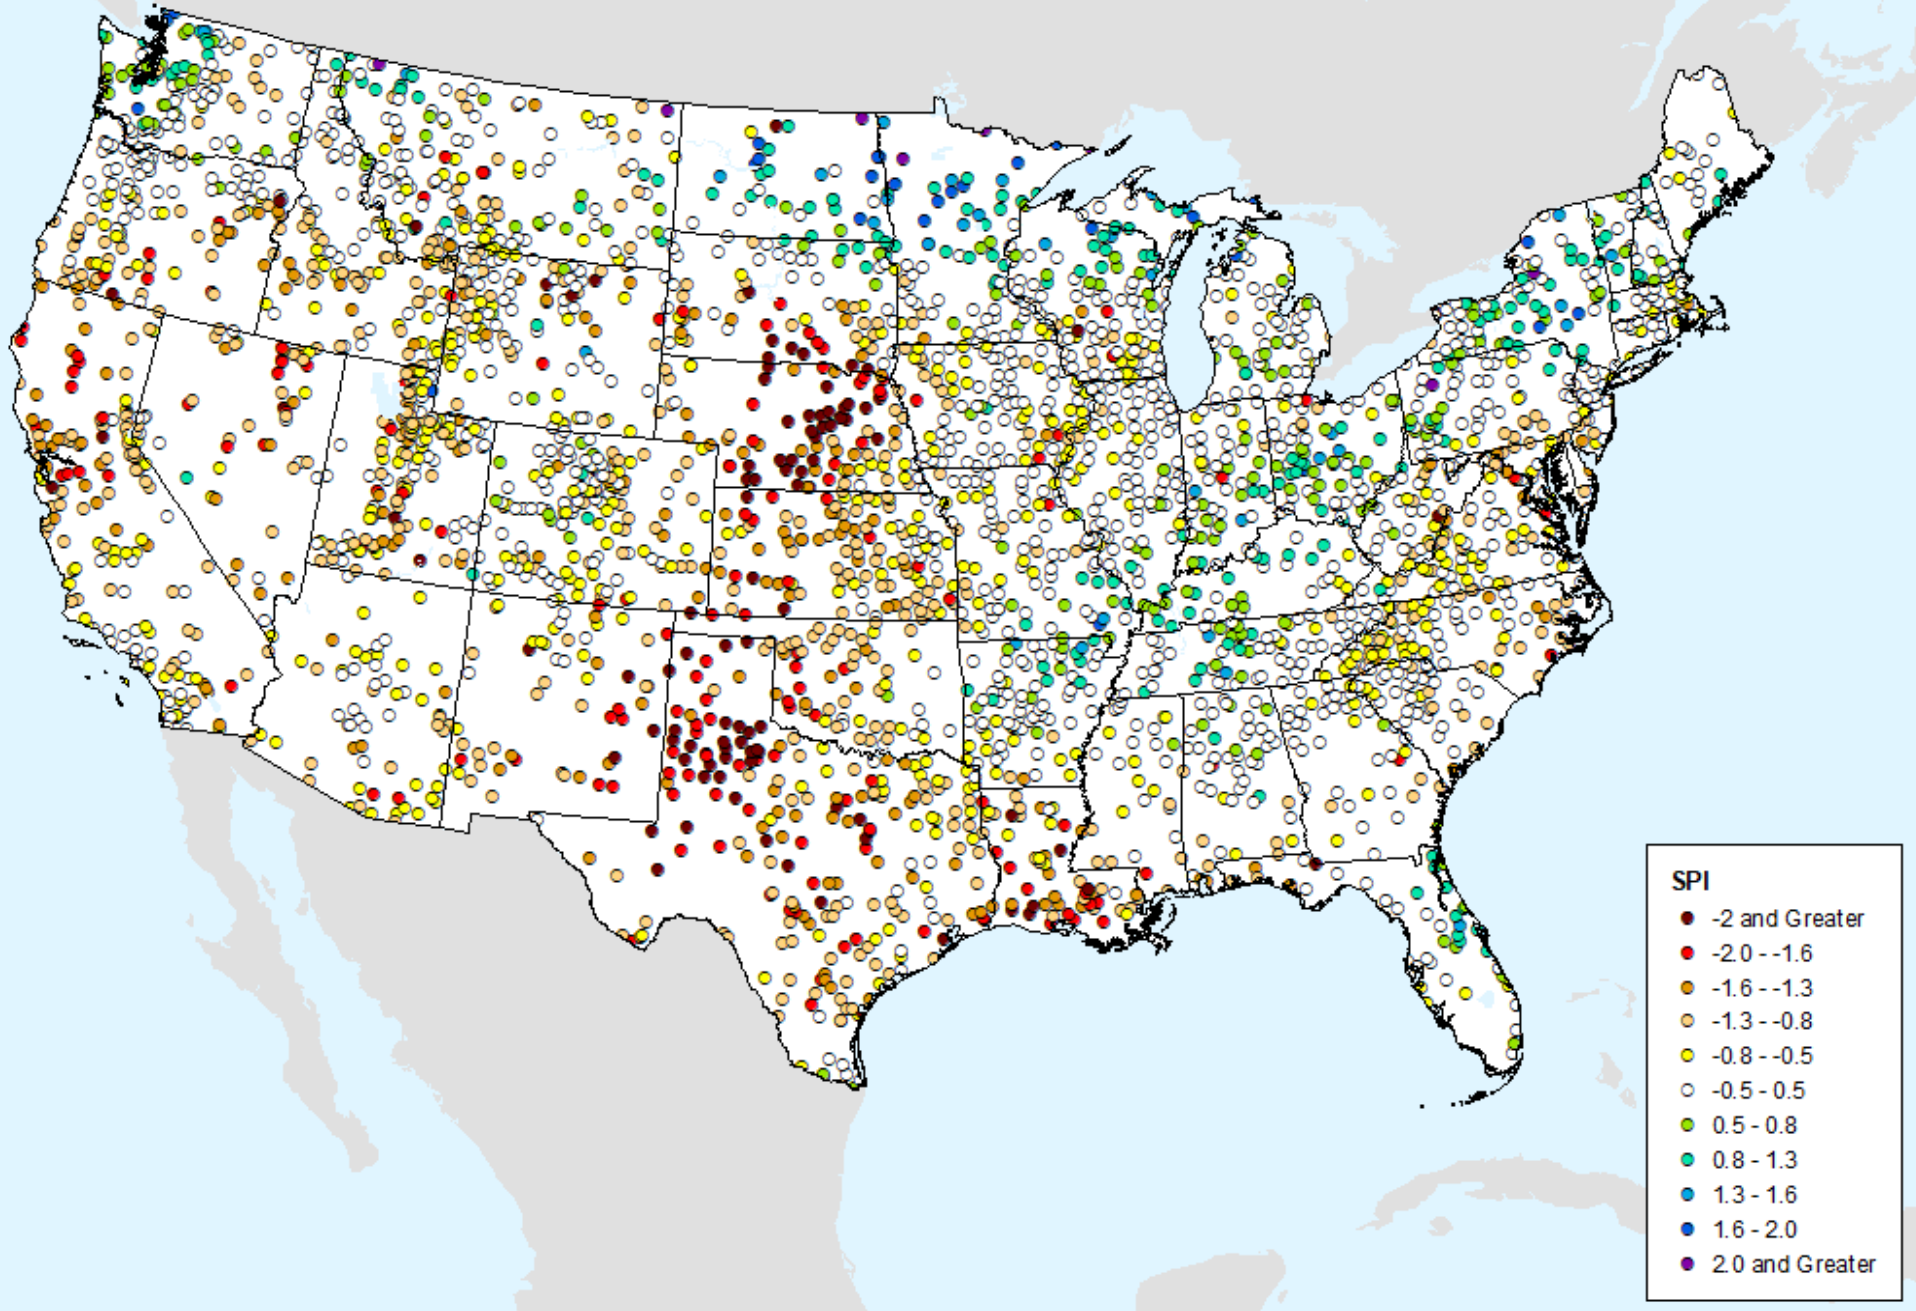 SPI
-2 and Greater
-2.0 - -1.6
-1.6 - -1.3
-1.3 - -0.8
-0.8 - -0.5
-0.5 - 0.5
0.5 - 0.8
0.8 - 1.3
1.3 - 1.6
1.6 - 2.0
2.0 and Greater